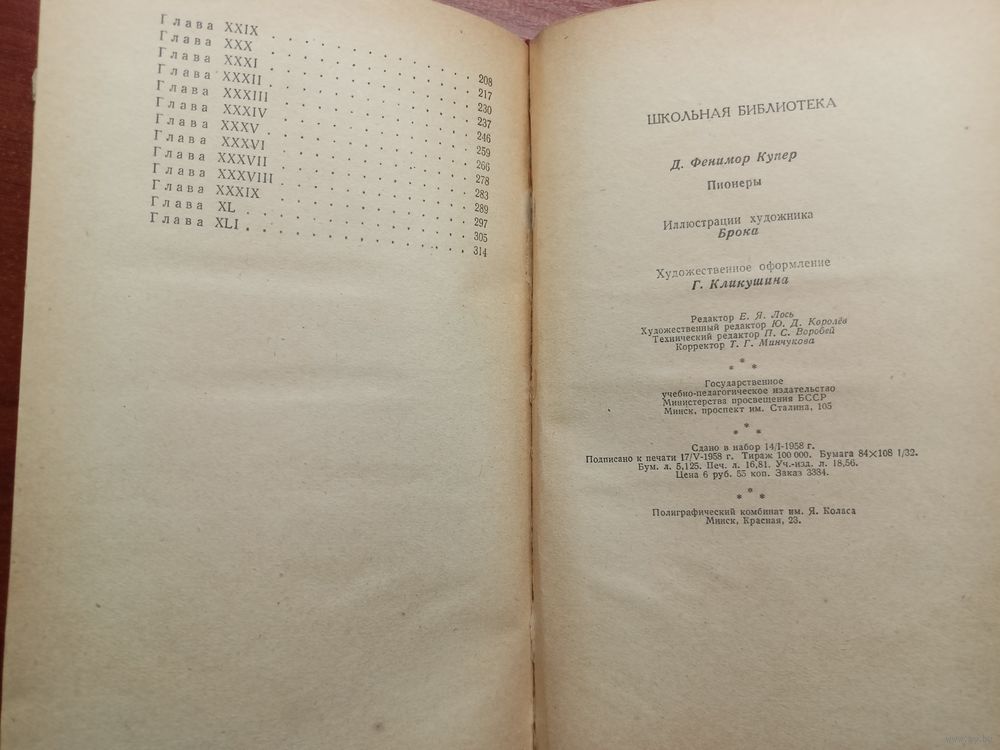 Глава XXIX . . . . . . . . . . . . 208
Глава XXX . . . . . . . . . . . . 217
Глава XXXI . . . . . . . . . . . . 230
Глава XXXII . . . . . . . . . . . . 237
Глава XXXIII . . . . . . . . . . . . 246
Глава XXXIV . . . . . . . . . . . . 259
Глава XXXV . . . . . . . . . . . . 266
Глава XXXVI . . . . . . . . . . . . 278
Глава XXXVII . . . . . . . . . . . . 283
Глава XXXVIII . . . . . . . . . . . . 289
Глава XXXIX . . . . . . . . . . . . 297
Глава XL . . . . . . . . . . . . 305
Глава XLI . . . . . . . . . . . . 314
ШКОЛЬНАЯ БИБЛИОТЕКА
Д. Фенимор Купер
Пионеры
Иллюстрации художника
Брока
Художественное оформление
Г. Кликушина
Редактор Е. Я. Лось
Художественный редактор Ю. Д. Королёв
Технический редактор П. С. Воробей
Корректор Т. Г. Минчукова
* * *
Государственное
учебно-педагогическое издательство
Министерства просвещения БССР
Минск, проспект им. Сталина, 105
* * *
Сдано в набор 14/I-1958 г.
Подписано к печати 17/V-1958 г. Тираж 100 000. Бумага 84×108 1/32.
Бум. л. 5,125. Печ. л. 16,81. Уч.-изд. л. 18,56.
Цена 6 руб. 55 коп. Заказ 3384.
* * *
Полиграфический комбинат им. Я. Коласа
Минск, Красная, 23.